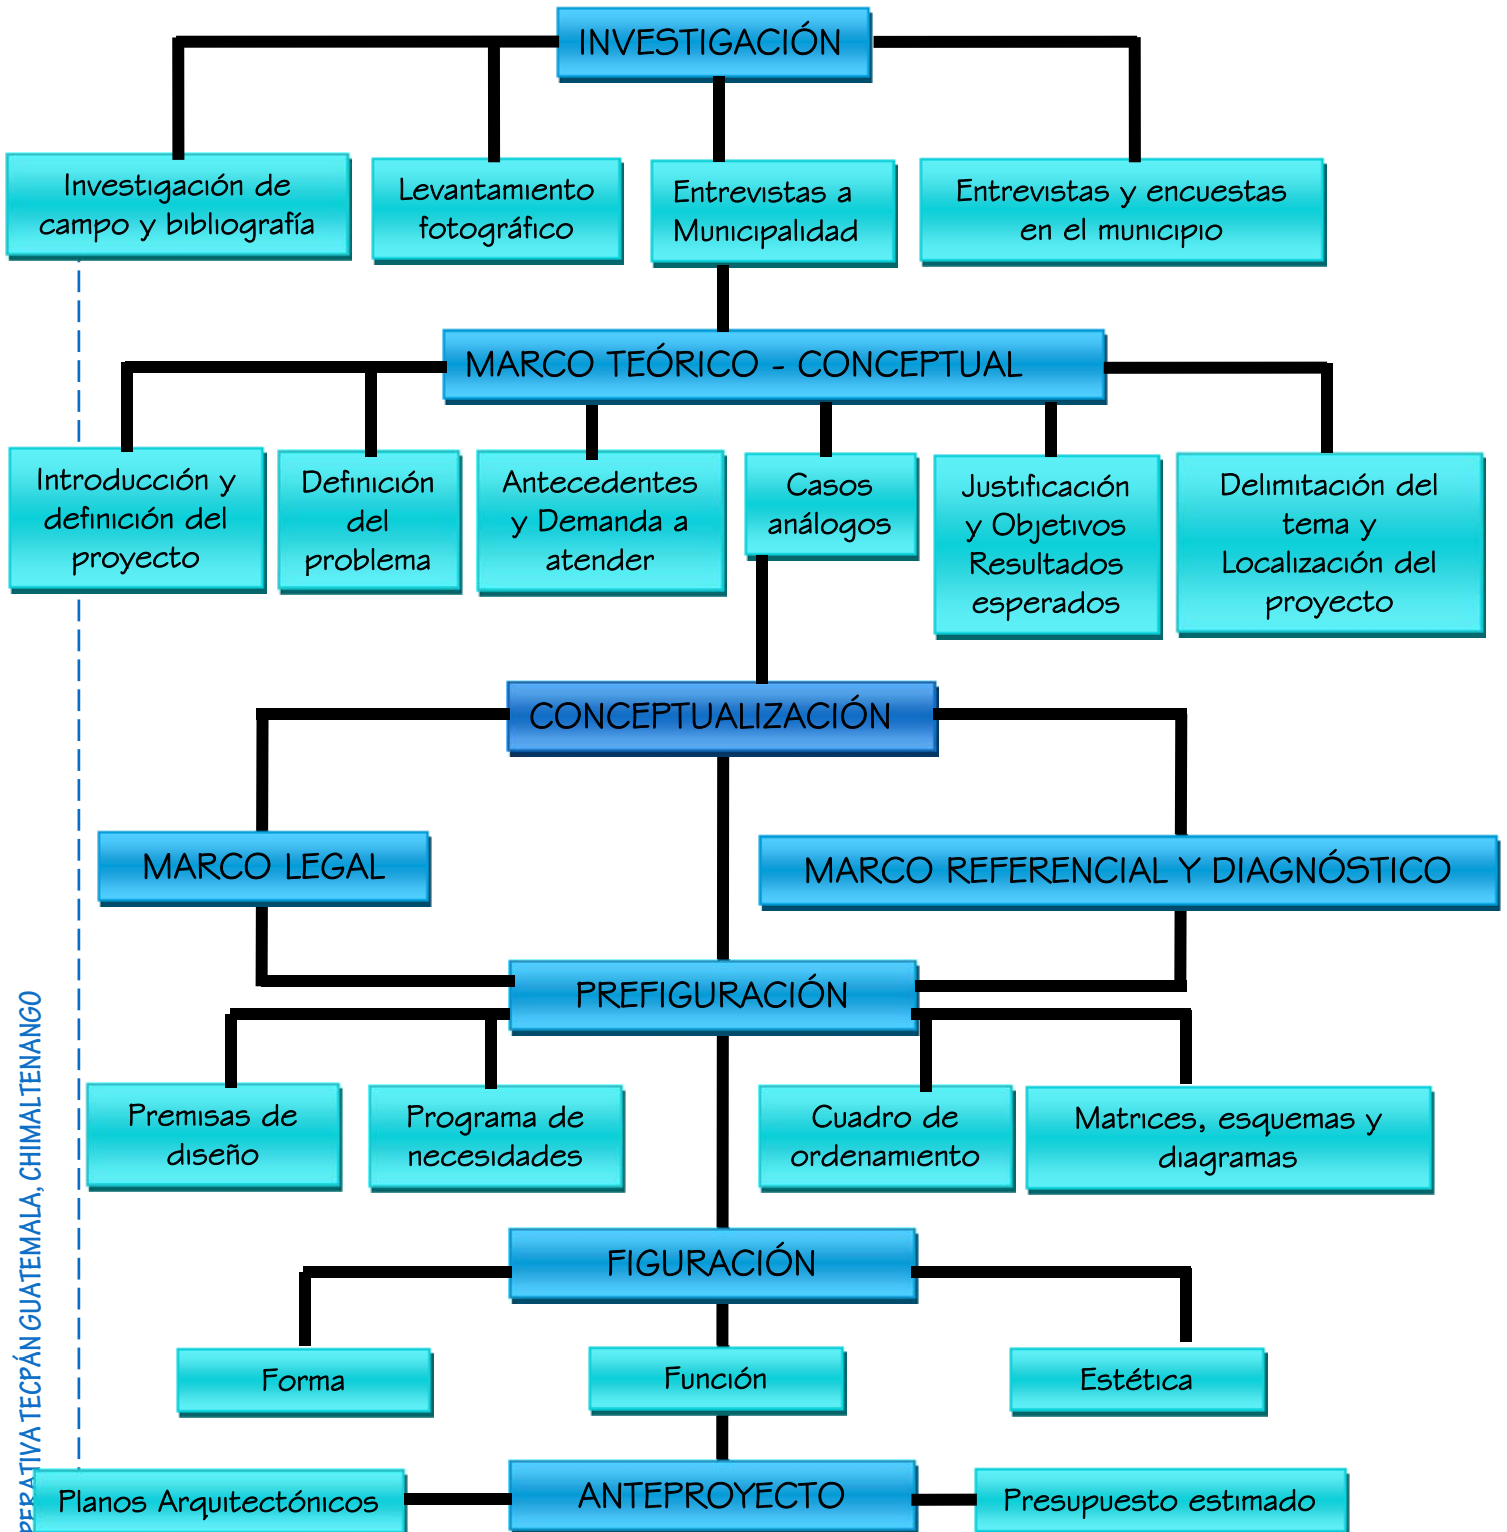 INVESTIGACIÓN
Investigación de
campo y bibliografía
Levantamiento
fotográfico
Entrevistas a
Municipalidad
Entrevistas y encuestas
en el municipio
MARCO TEÓRICO - CONCEPTUAL
Introducción y
definición del
proyecto
Definición
del
problema
Antecedentes
y Demanda a
atender
Casos
análogos
Justificación
y Objetivos
Resultados
esperados
Delimitación del
tema y
Localización del
proyecto
CONCEPTUALIZACIÓN
MARCO LEGAL
MARCO REFERENCIAL Y DIAGNÓSTICO
PREFIGURACIÓN
Premisas de
diseño
Programa de
necesidades
Cuadro de
ordenamiento
Matrices, esquemas y
diagramas
FIGURACIÓN
Forma
Función
Estética
Planos Arquitectónicos
ANTEPROYECTO
Presupuesto estimado
TECPÁN GUATEMALA, CHIMALTENANGO